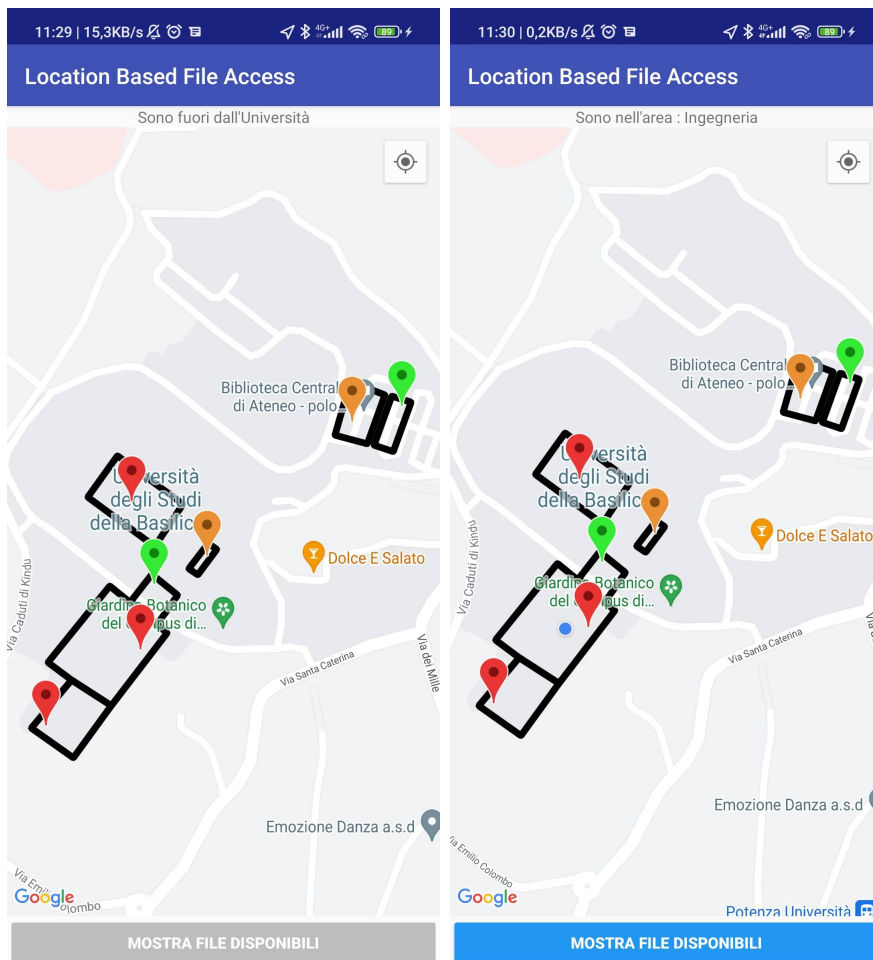 11:29 | 15,3KB/s
4G+
89
Location Based File Access
Sono fuori dall'Università
Biblioteca Central
di Ateneo - polo...
Università
degli Studi
della Basilic
Dolce E Salato
Via Caduti di Kindu
Giardino Botanico
del Campus di...
Via Santa Caterina
Via dei Mille
Emozione Danza a.s.d
Via Emi
olombo
Google
MOSTRA FILE DISPONIBILI
11:30 | 0,2KB/s
4G+
89
Location Based File Access
Sono nell'area : Ingegneria
Biblioteca Central
di Ateneo - polo...
Università
degli Studi
della Basilic
Dolce E Salato
Via Caduti di Kindu
Giardino Botanico
del Campus di...
Via Santa Caterina
Via d
Emozione Danza a.s.d
ia Emilio Colombo
Google
Potenza Università
MOSTRA FILE DISPONIBILI